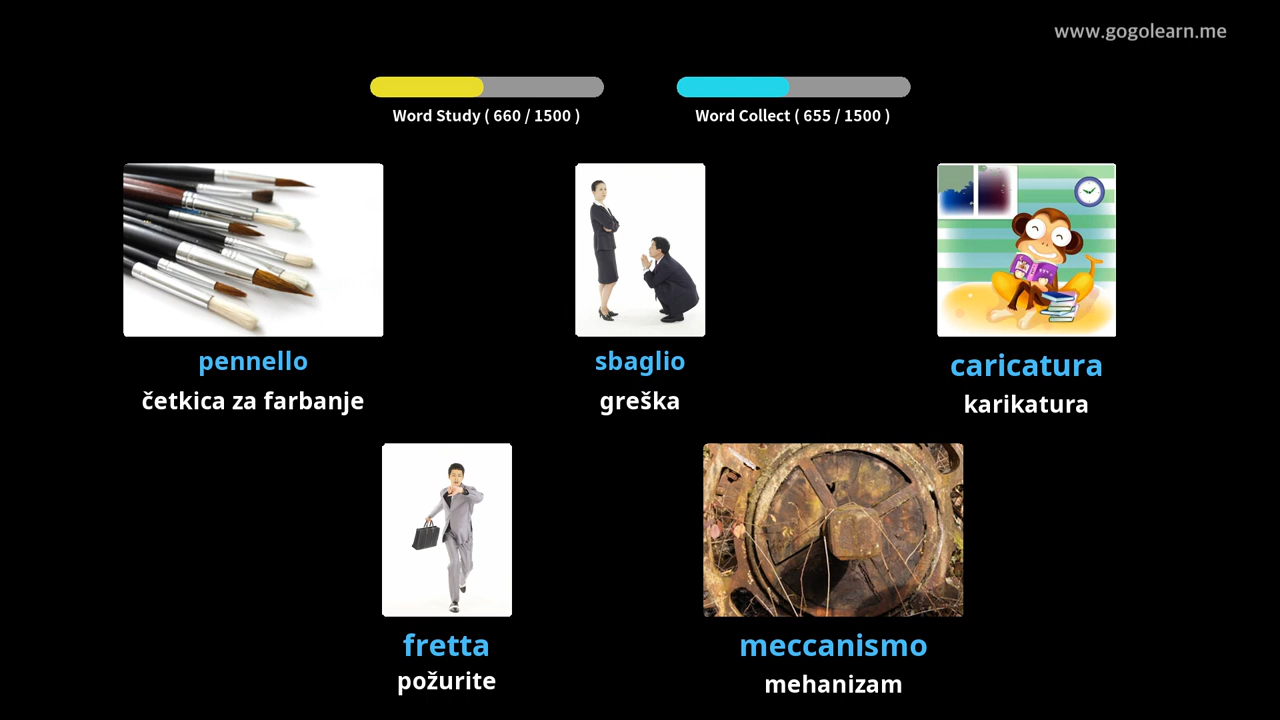 www.gogolearn.me
Word Study ( 660 / 1500 )
Word Collect ( 655 / 1500 )
pennello
četkica za farbanje
sbaglio
greška
caricatura
karikatura
fretta
požurite
meccanismo
mehanizam